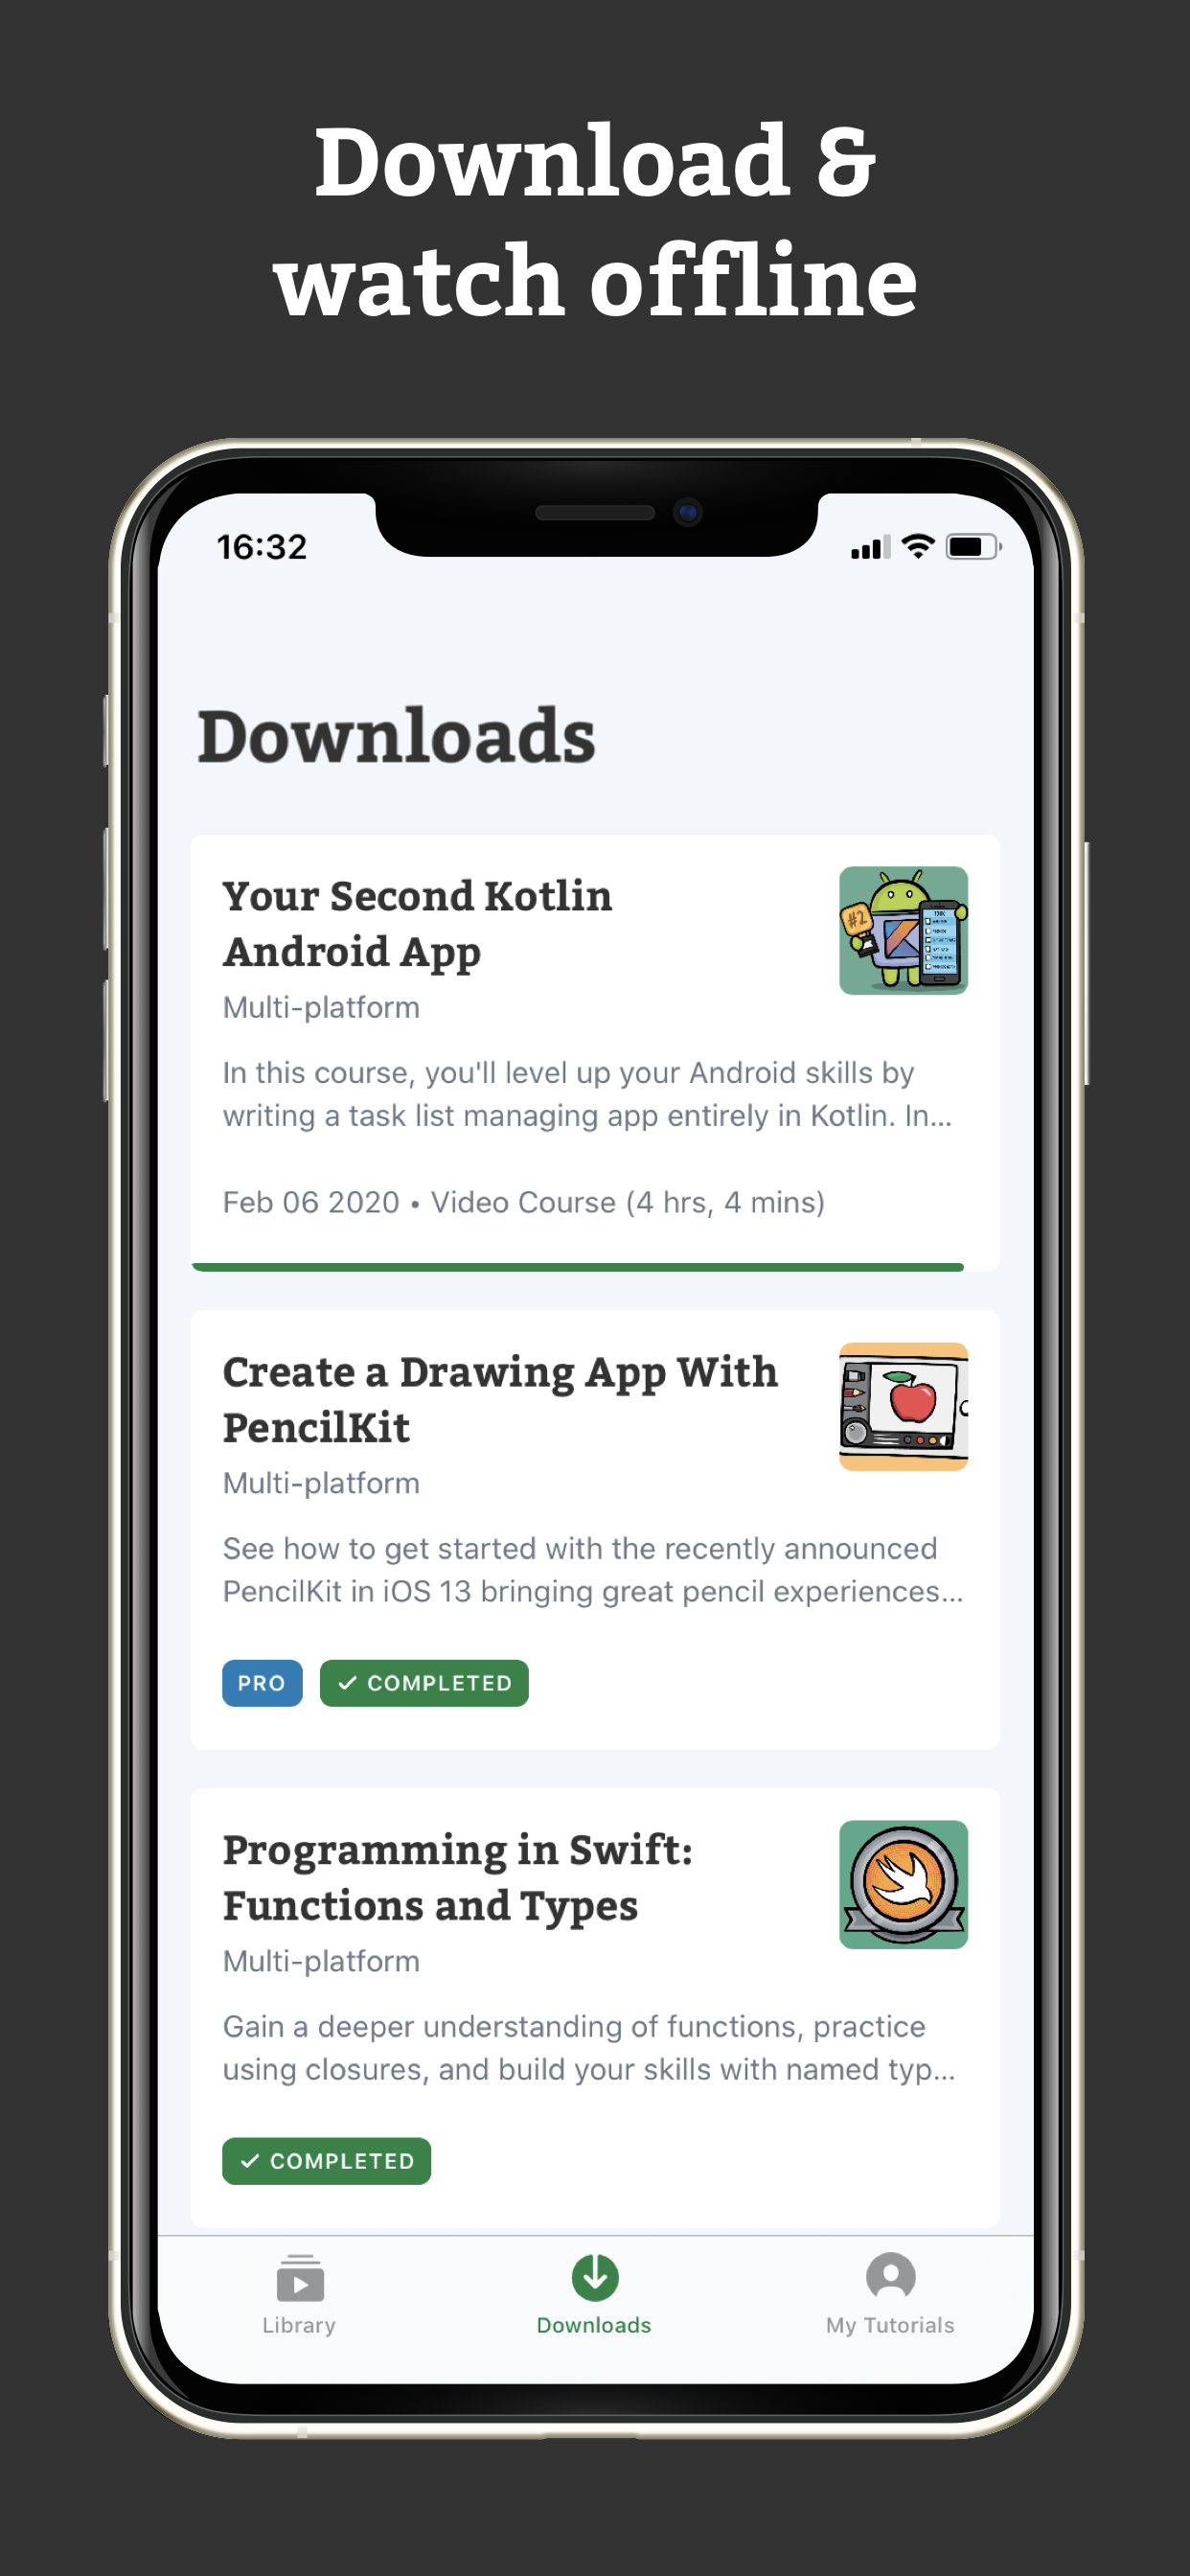 Download &
watch offline
16:32
Downloads
Your Second Kotlin
Android App
Multi-platform
#2
In this course, you'll level up your Android skills by
writing a task list managing app entirely in Kotlin. In...
Feb 06 2020 • Video Course (4 hrs, 4 mins)
Create a Drawing App With
PencilKit
Multi-platform
See how to get started with the recently announced
PencilKit in iOS 13 bringing great pencil experiences...
PRO
✓ COMPLETED
Programming in Swift:
Functions and Types
Multi-platform
Gain a deeper understanding of functions, practice
using closures, and build your skills with named typ...
✓ COMPLETED
Library
Downloads
My Tutorials